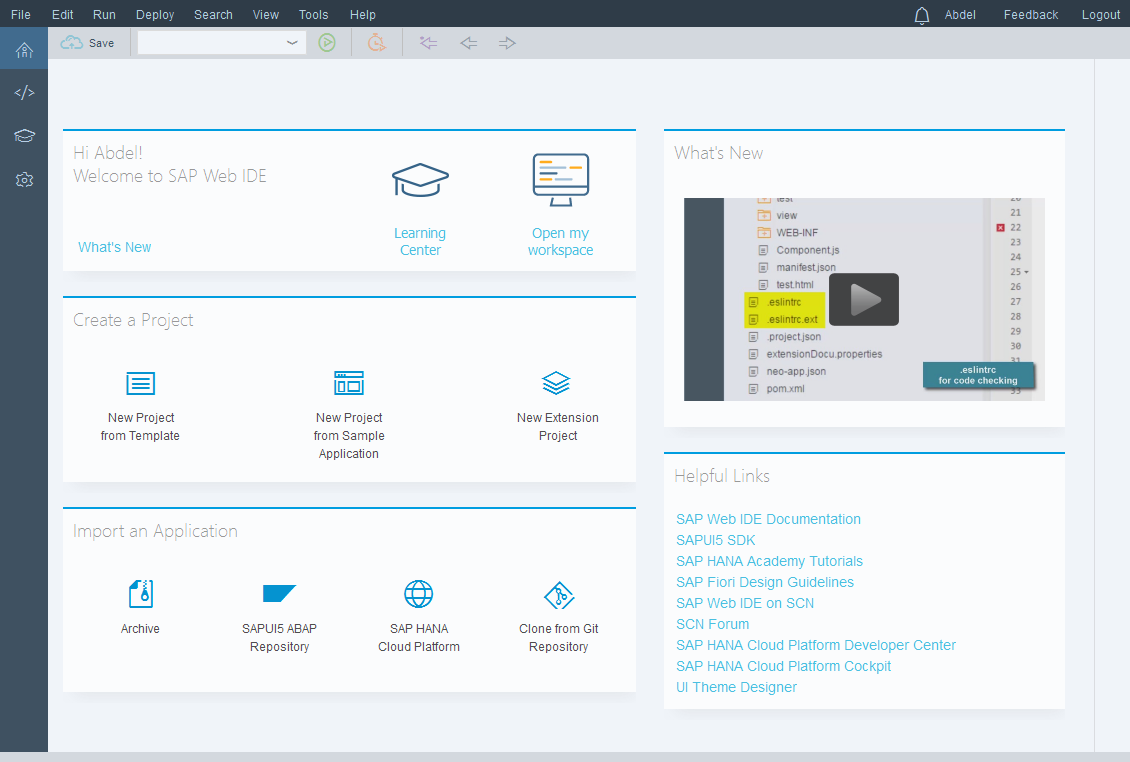 File Edit Run Deploy Search View Tools Help Abdel Feedback Logout
Save
Hi Abdel!
Welcome to SAP Web IDE
What's New
Learning
Center
Open my
workspace
Create a Project
New Project
from Template
New Project
from Sample
Application
New Extension
Project
Import an Application
Archive
SAPUI5 ABAP
Repository
SAP HANA
Cloud Platform
Clone from Git
Repository
What's New
test
view
WEB-INF
Component.js
manifest.json
test.html
.eslintrc
.eslintrc.ext
.project.json
extensionDocu.properties
neo-app.json
pom.xml
20
21
22
23
24
25
26
27
28
29
30
31
33
.eslintrc
for code checking
Helpful Links
SAP Web IDE Documentation
SAPUI5 SDK
SAP HANA Academy Tutorials
SAP Fiori Design Guidelines
SAP Web IDE on SCN
SCN Forum
SAP HANA Cloud Platform Developer Center
SAP HANA Cloud Platform Cockpit
UI Theme Designer